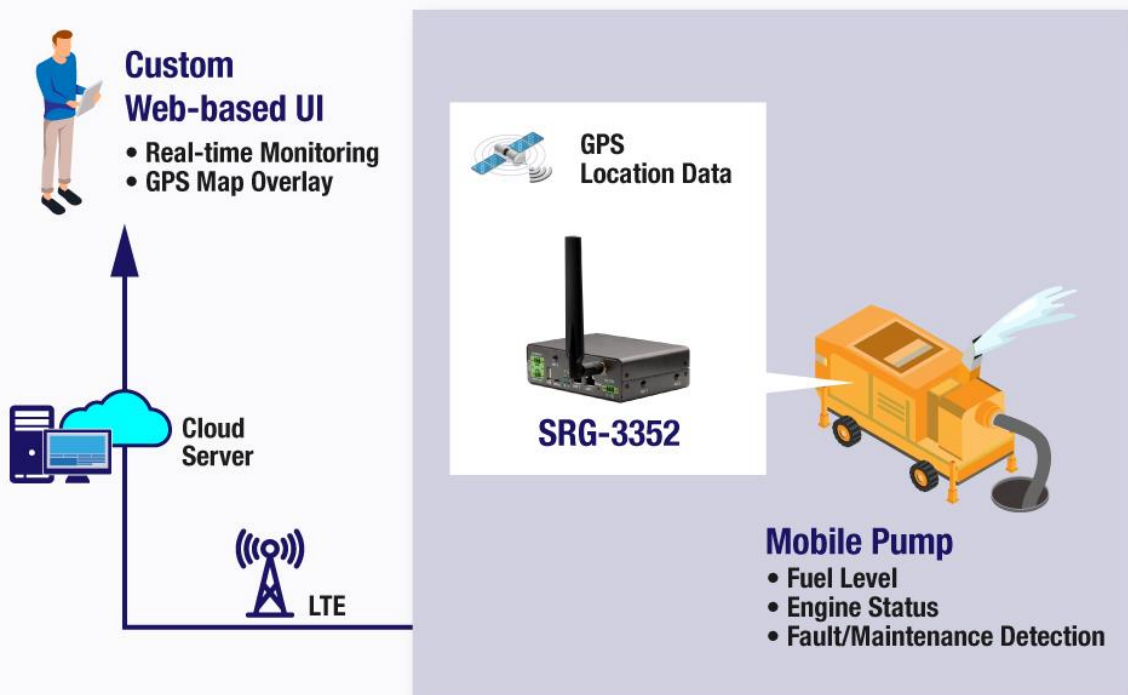 Custom
Web-based UI
• Real-time Monitoring
• GPS Map Overlay
GPS
Location Data
SRG-3352
Cloud
Server
LTE
Mobile Pump
• Fuel Level
• Engine Status
• Fault/Maintenance Detection